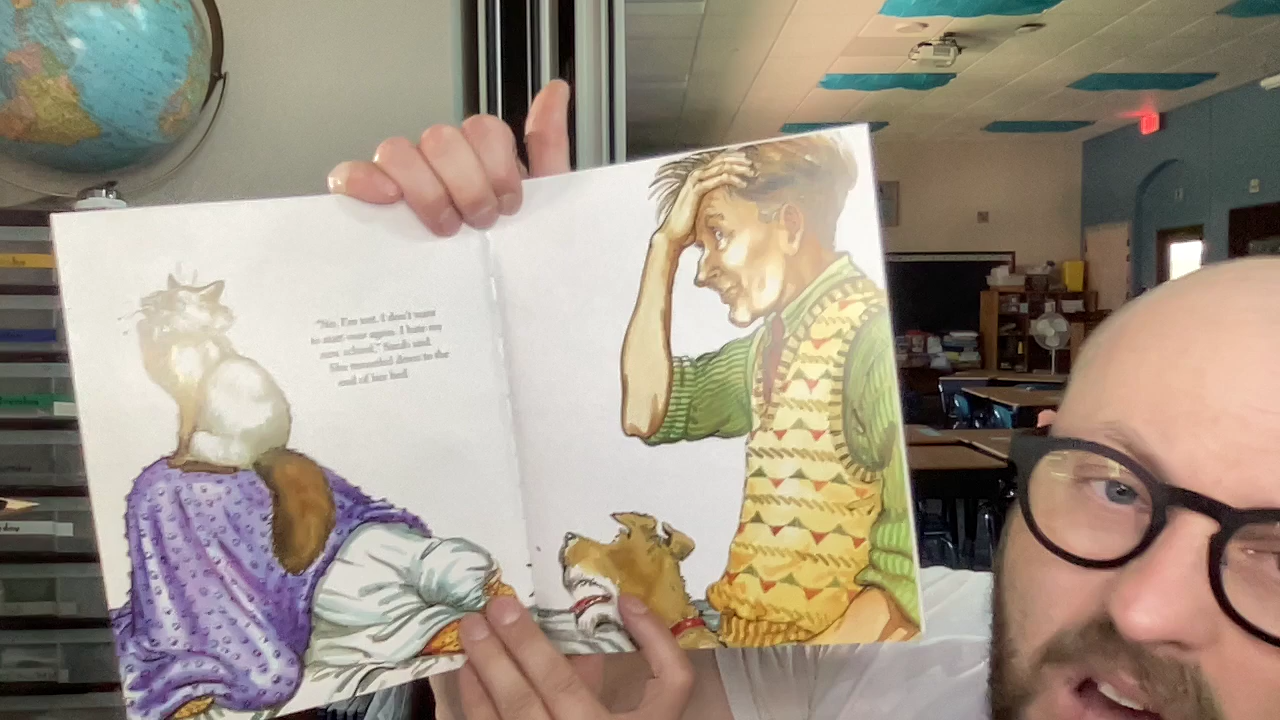 "No, I'm not. I don't want
to start over again. I hate my
new school," Sarah said.
She tunneled down to the
end of her bed.